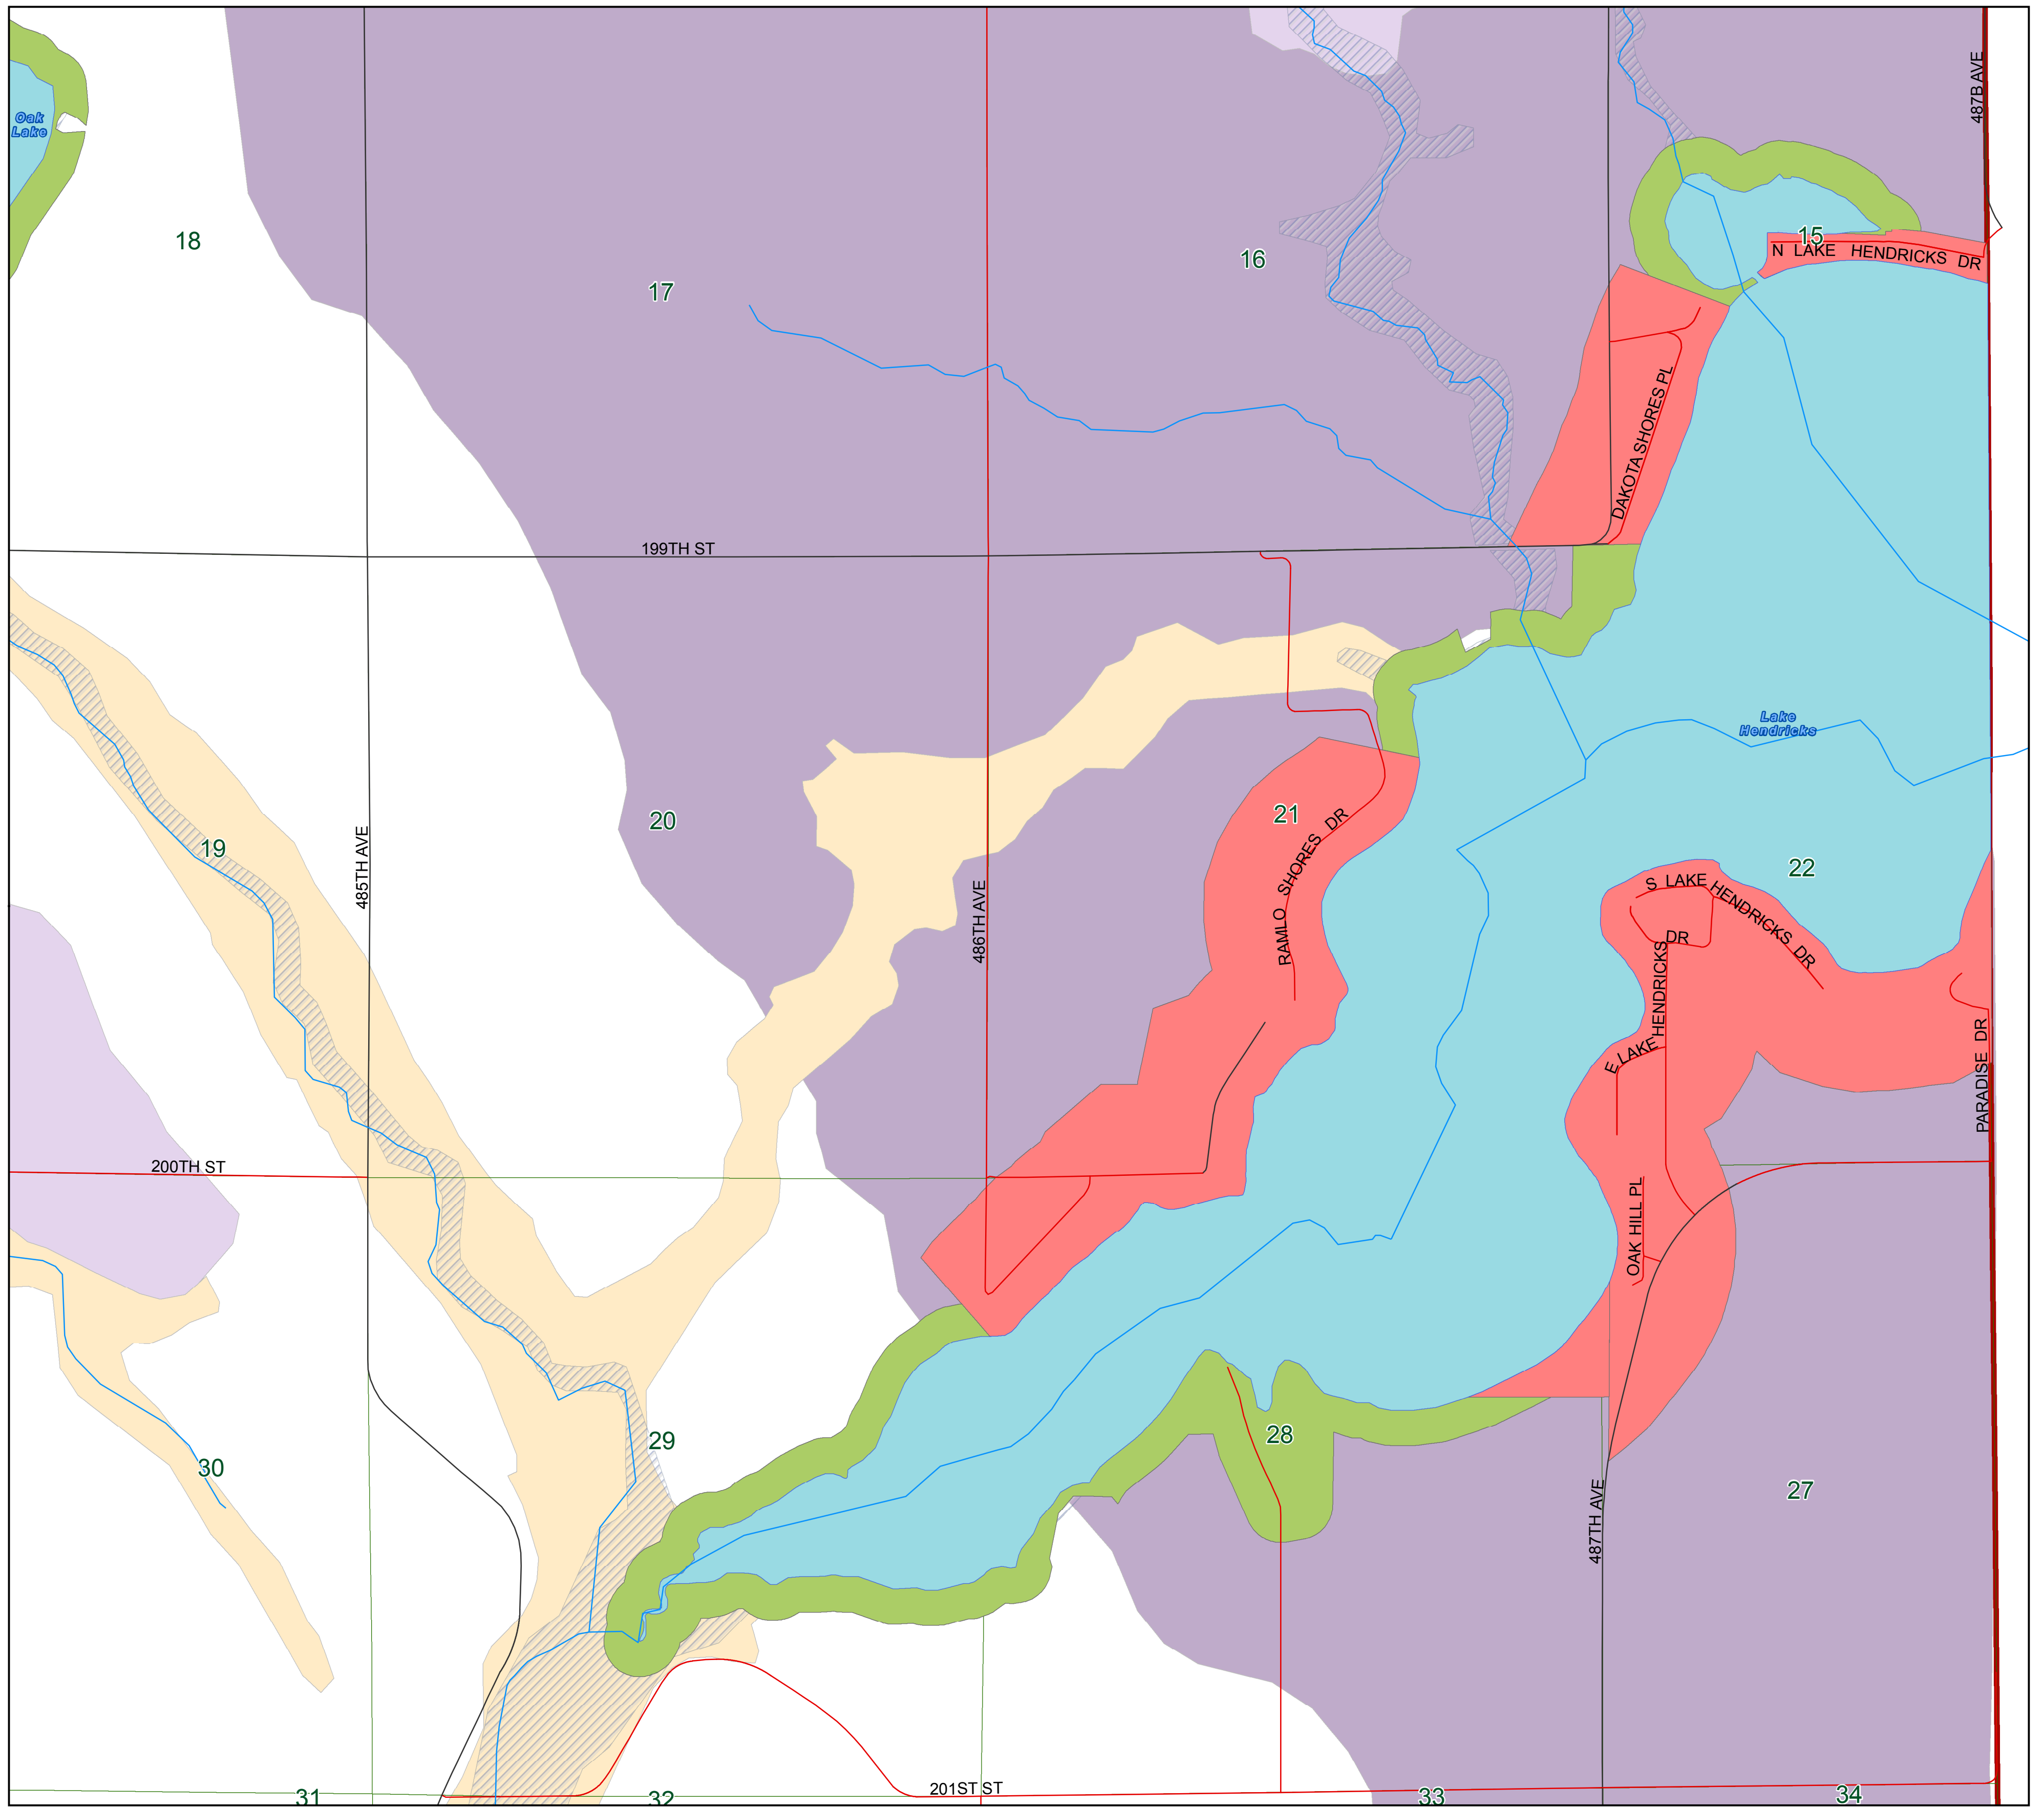 487B AVE
Oak
Lake
15
18
N LAKE HENDRICKS DR
16
17
DAKOTA SHORES PL
199TH ST
Lake
Hendricks
21
20
RAMLO SHORES DR
19
485TH AVE
486TH AVE
22
S LAKE HENDRICKS DR
DR
E LAKE HENDRICKS
PARADISE DR
200TH ST
OAK HILL PL
28
29
30
27
487TH AVE
201ST ST
31
32
33
34